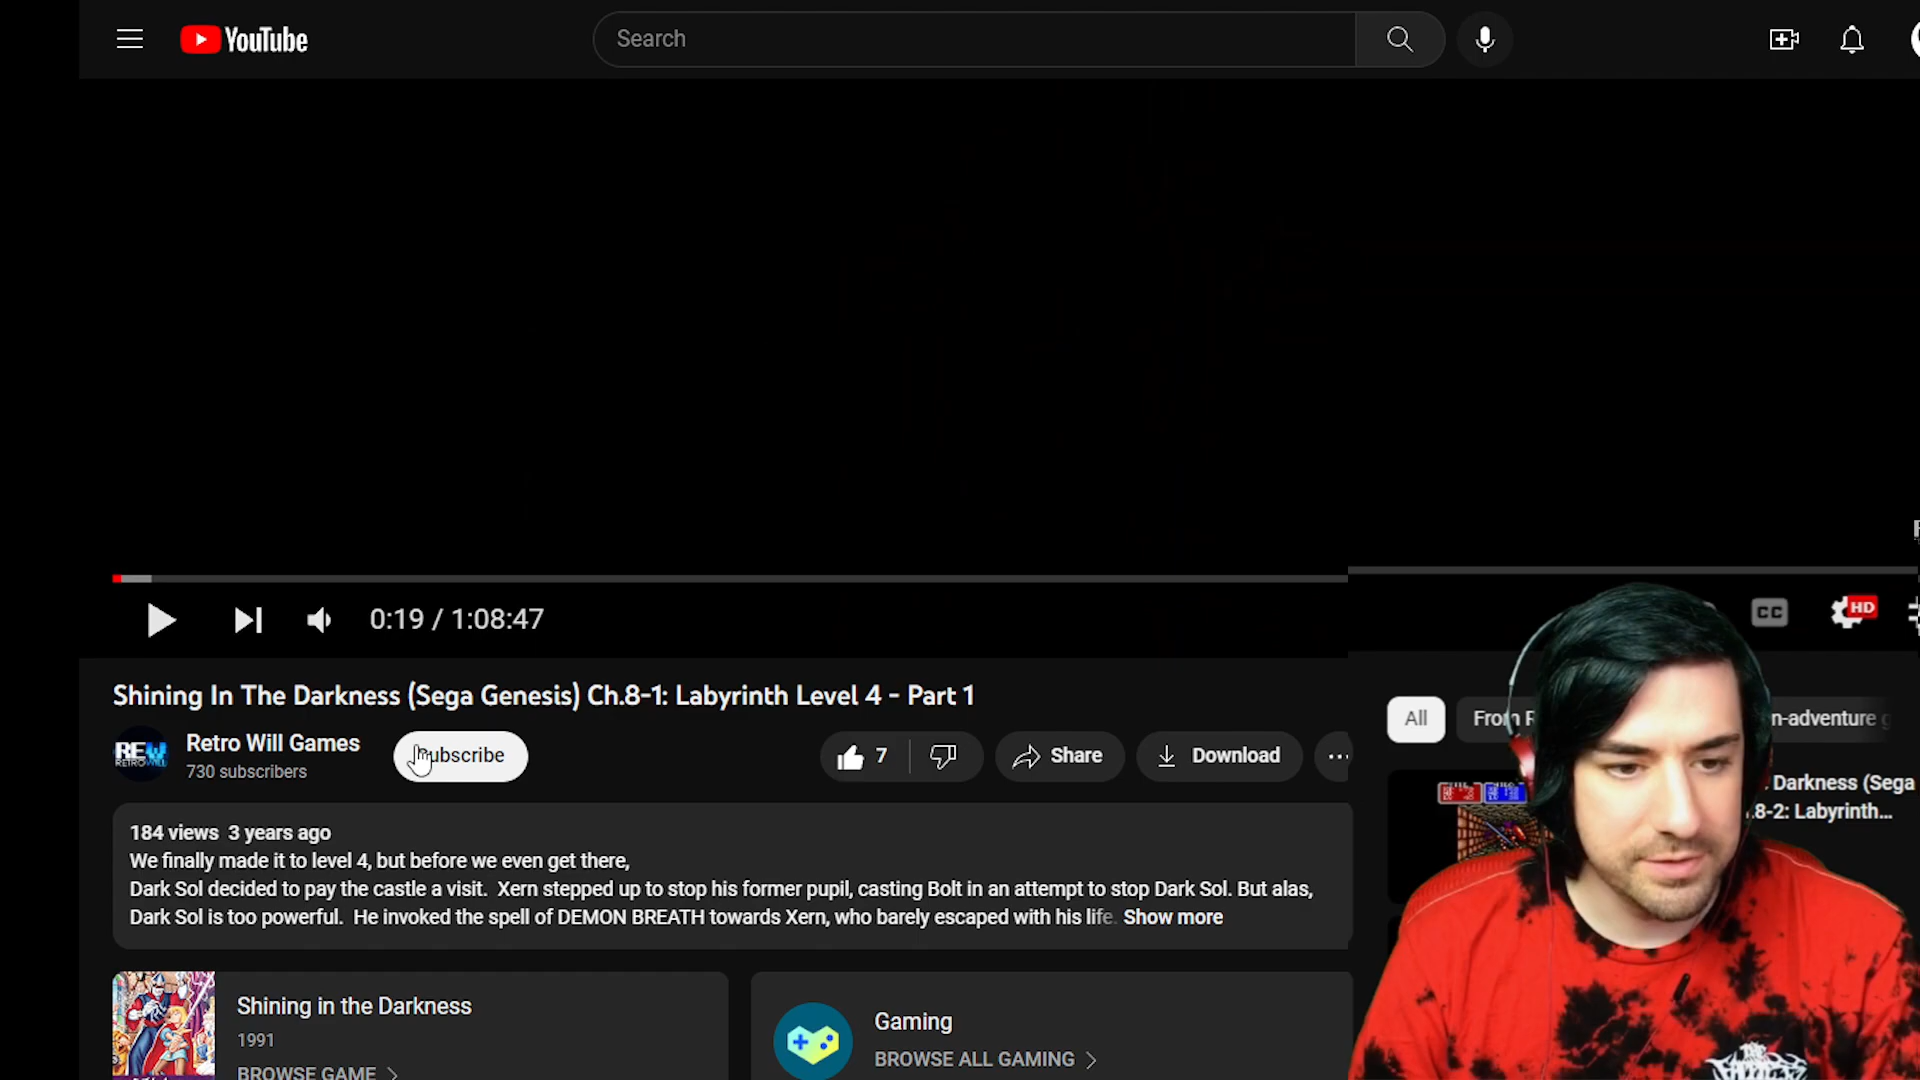 YouTube
Search
0:19 / 1:08:47
CC
HD
Shining In The Darkness (Sega Genesis) Ch.8-1: Labyrinth Level 4 - Part 1
REW
RETROWILL
Retro Will Games
730 subscribers
ubscribe
7
Share
Download
All
From R
n-adventure g
Darkness (Sega
.8-2: Labyrinth...
184 views 3 years ago
We finally made it to level 4, but before we even get there,
Dark Sol decided to pay the castle a visit. Xern stepped up to stop his former pupil, casting Bolt in an attempt to stop Dark Sol. But alas,
Dark Sol is too powerful. He invoked the spell of DEMON BREATH towards Xern, who barely escaped with his life. Show more
Shining in the Darkness
1991
BROWSE GAME
Gaming
BROWSE ALL GAMING